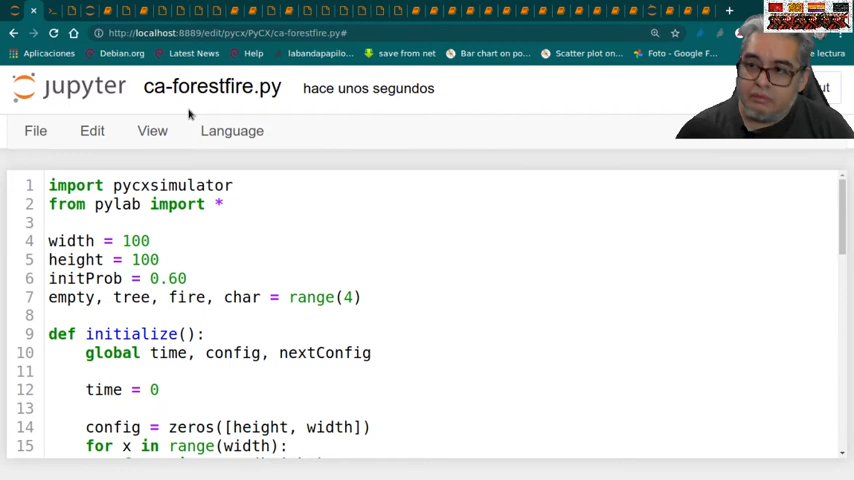 http://localhost:8889/edit/pycx/PyCX/ca-forestfire.py#
Aplicaciones
Debian.org
Latest News
Help
labandapapilo...
save from net
Bar chart on po...
Scatter plot on...
Foto - Google F...
lectura
jupyter ca-forestfire.py hace unos segundos
File Edit View Language
1 import pycxsimulator
2 from pylab import *
3
4 width = 100
5 height = 100
6 initProb = 0.60
7 empty, tree, fire, char = range(4)
8
9 def initialize():
10 global time, config, nextConfig
11
12 time = 0
13
14 config = zeros([height, width])
15 for x in range(width):